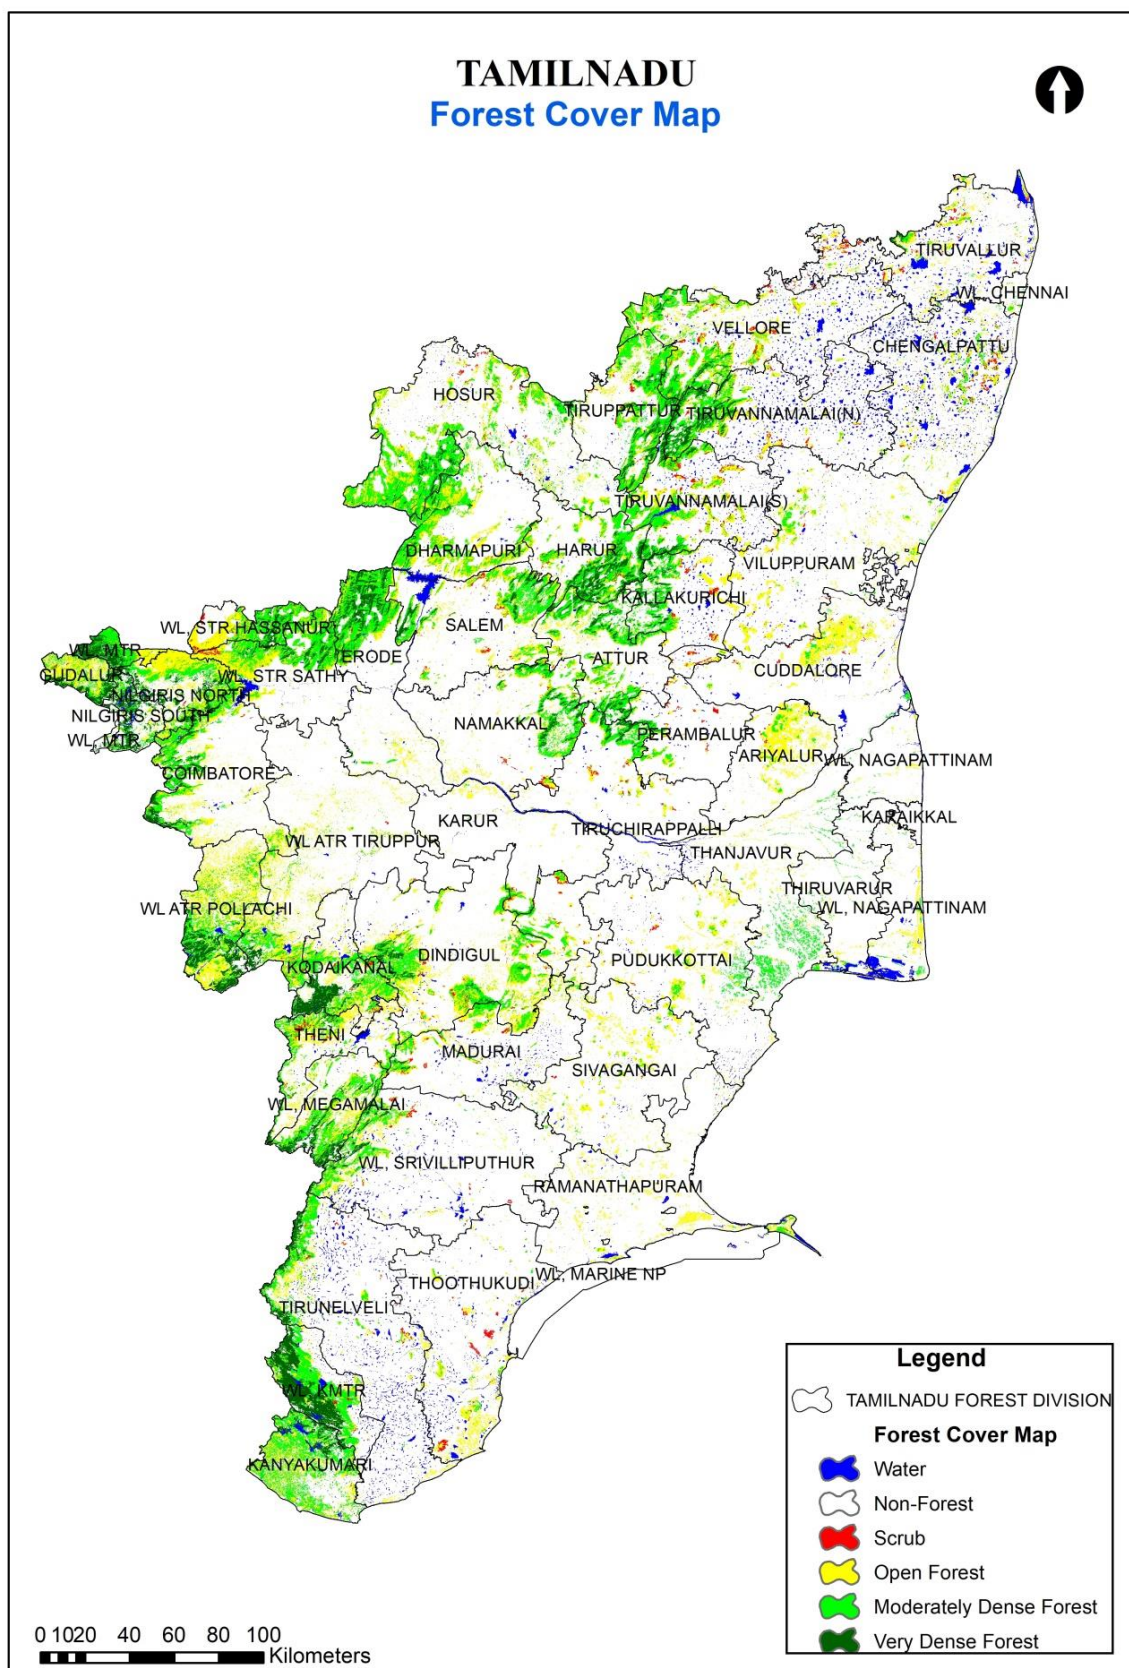 TAMILNADU
Forest Cover Map
TIRUVALLUR
WL, CHENNAI
VELLORE
CHENGALPATTU
HOSUR
TIRUPPATTUR
TIRUVANNAMALAI(N)
TIRUVANNAMALAI(S)
DHARMAPURI
HARUR
VILUPPURAM
KALLAKURICHI
WL, STR HASSANUR
SALEM
WL, MTR
ERODE
ATTUR
CUDDALORE
GUDALUR
WL, STR SATHY
NILGIRIS NORTH
NILGIRIS SOUTH
NAMAKKAL
PERAMBALUR
WL, MTR
ARIYALUR
WL, NAGAPATTINAM
COIMBATORE
KARAIKKAL
KARUR
TIRUCHIRAPPALLI
WL ATR TIRUPPUR
THANJAVUR
THIRUVARUR
WL ATR POLLACHI
WL, NAGAPATTINAM
DINDIGUL
PUDUKKOTTAI
KODAIKANAL
THENI
MADURAI
SIVAGANGAI
WL, MEGAMALAI
WL, SRIVILLIPUTHUR
RAMANATHAPURAM
WL, MARINE NP
THOOTHUKUDI
TIRUNELVELI
WL, KMTR
KANYAKUMARI
Legend
TAMILNADU FOREST DIVISION
Forest Cover Map
Water
Non-Forest
Scrub
Open Forest
Moderately Dense Forest
Very Dense Forest
0 10 20 40 60 80 100
Kilometers